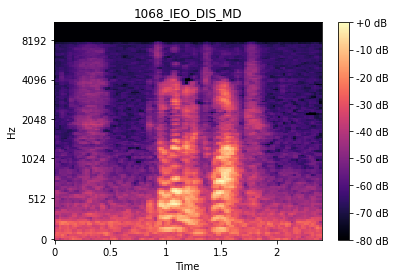 1068_IEO_DIS_MD
+0 dB
8192
-10 dB
4096
-20 dB
-30 dB
2048
Hz
-40 dB
1024
-50 dB
512
-60 dB
-70 dB
0
-80 dB
0
0.5
1
1.5
2
Time